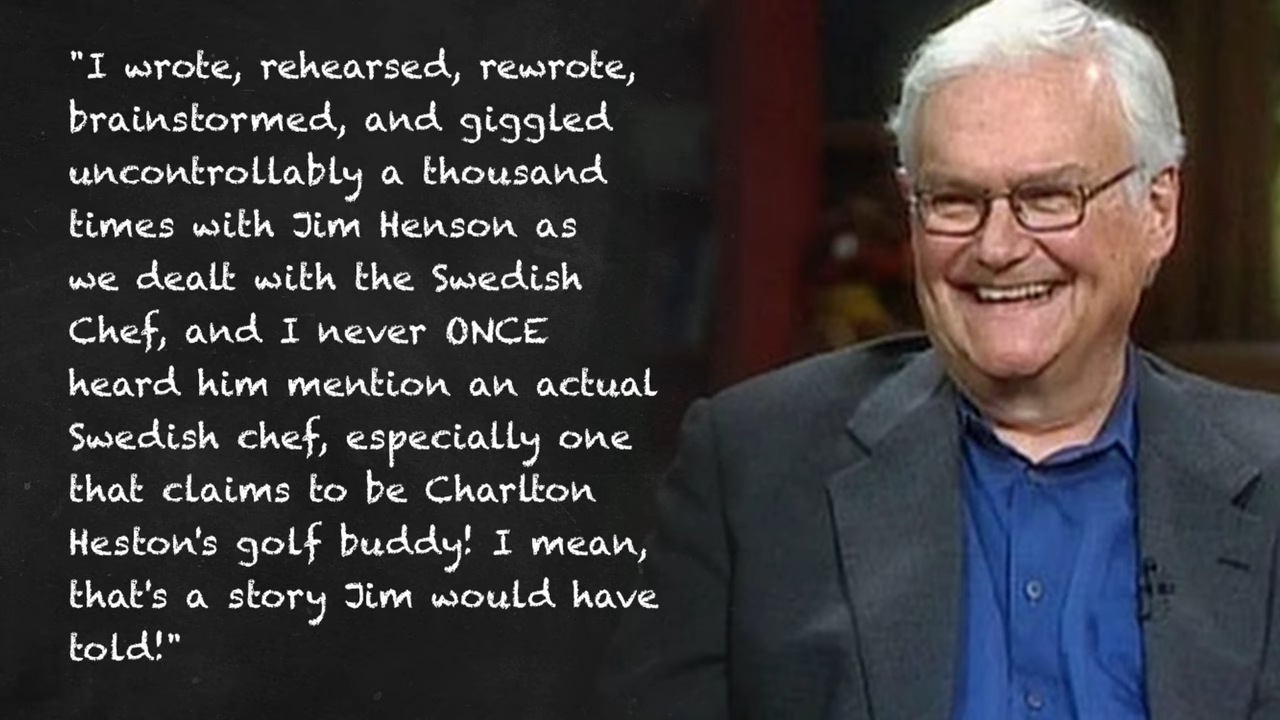 "I wrote, rehearsed, rewrote,
brainstormed, and giggled
uncontrollably a thousand
times with Jim Henson as
we dealt with the Swedish
Chef, and I never ONCE
heard him mention an actual
Swedish chef, especially one
that claims to be Charlton
Heston's golf buddy! I mean,
that's a story Jim would have
told!"